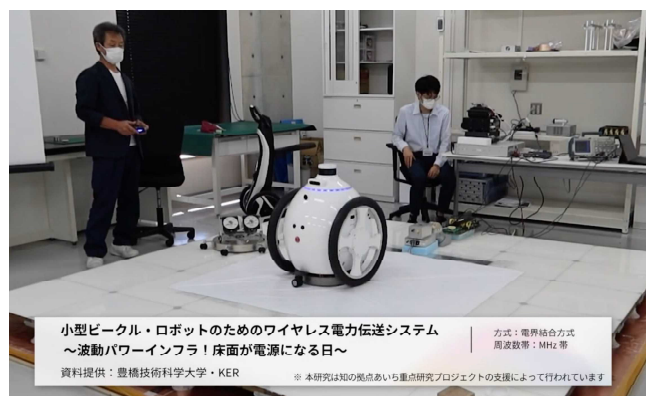 小型ビークル・ロボットのためのワイヤレス電力伝送システム
～波動パワーインフラ！床面が電源になる日～
方式：電界結合方式
周波数帯：MHz 帯
資料提供：豊橋技術科学大学・KER
※ 本研究は知の拠点あいち重点研究プロジェクトの支援によって行われています